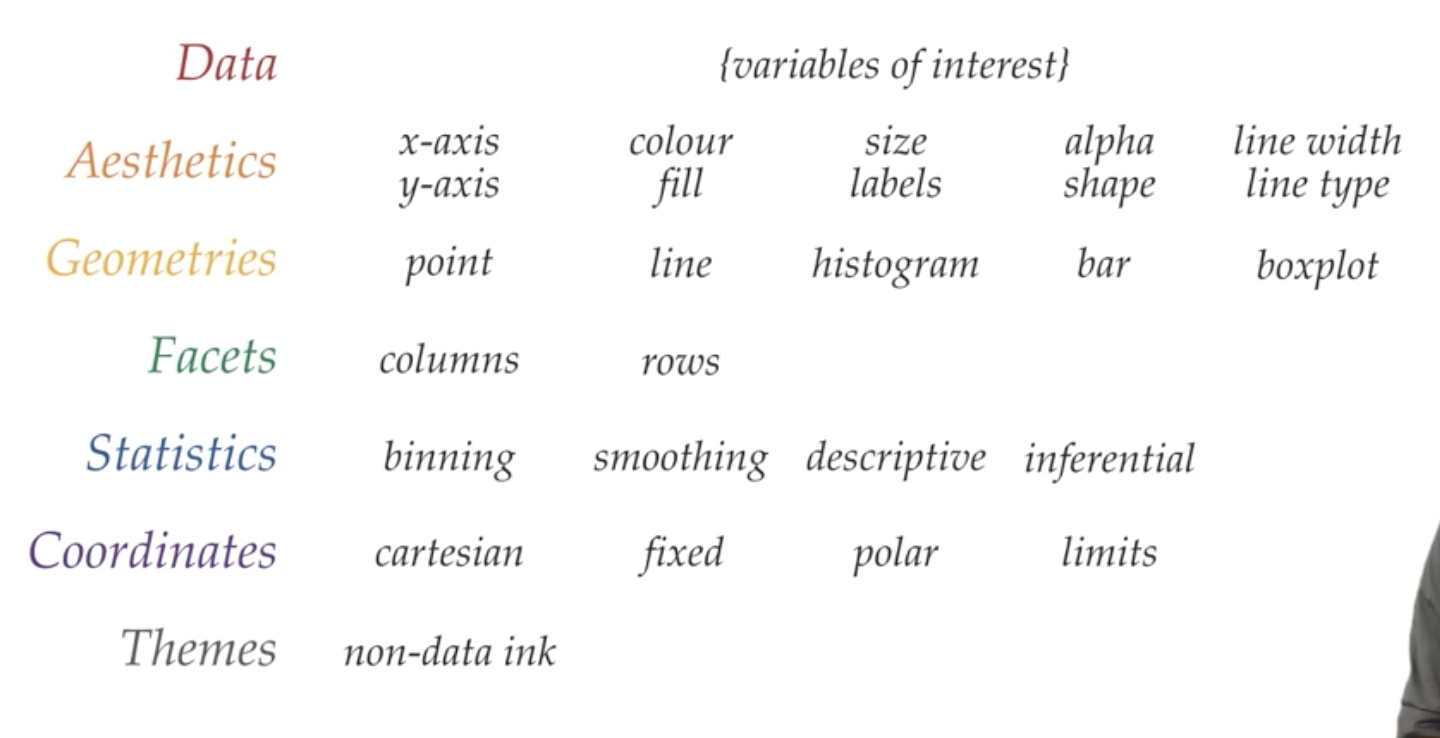 Data {variables of interest}
Aesthetics x-axis colour size alpha line width
y-axis fill labels shape line type
Geometries point line histogram bar boxplot
Facets columns rows
Statistics binning smoothing descriptive inferential
Coordinates cartesian fixed polar limits
Themes non-data ink